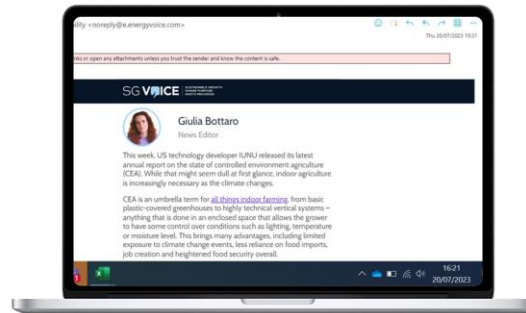 <noreply@e.energyvoice.com>
Thu 20/07/2023 10:01
or open any attachments unless you trust the sender and know the content is safe.
SG VOICE
Giulia Bottaro
News Editor
This week, US technology developer IUNU released its latest
annual report on the state of controlled environment agriculture
(CEA). While that might seem dull at first glance, indoor agriculture
is increasingly necessary as the climate changes.
CEA is an umbrella term for all things indoor farming, from basic
plastic-covered greenhouses to highly technical vertical systems –
anything that is done in an enclosed space that allows the grower
to have some control over conditions such as lighting, temperature
or moisture level. This brings many advantages, including limited
exposure to climate change events, less reliance on food imports,
job creation and heightened food security overall.
16:21
20/07/2023